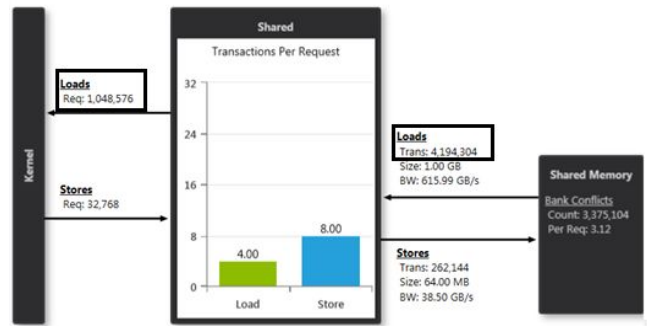 Shared
Transactions Per Request
32
24
16
8
0
4.00
8.00
Load
Store
Kernel
Loads
Req: 1,048,576
Stores
Req: 32,768
Loads
Trans: 4,194,304
Size: 1.00 GB
BW: 615.99 GB/s
Stores
Trans: 262,144
Size: 64.00 MB
BW: 38.50 GB/s
Shared Memory
Bank Conflicts
Count: 3,375,104
Per Req: 3.12